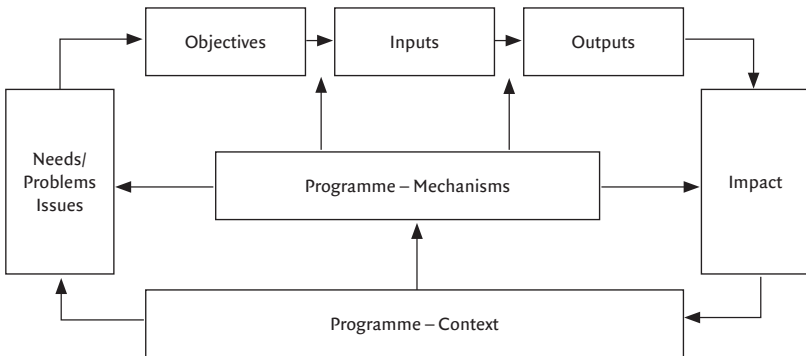 Objectives
Inputs
Outputs
Needs/
Problems
Issues
Programme – Mechanisms
Impact
Programme – Context